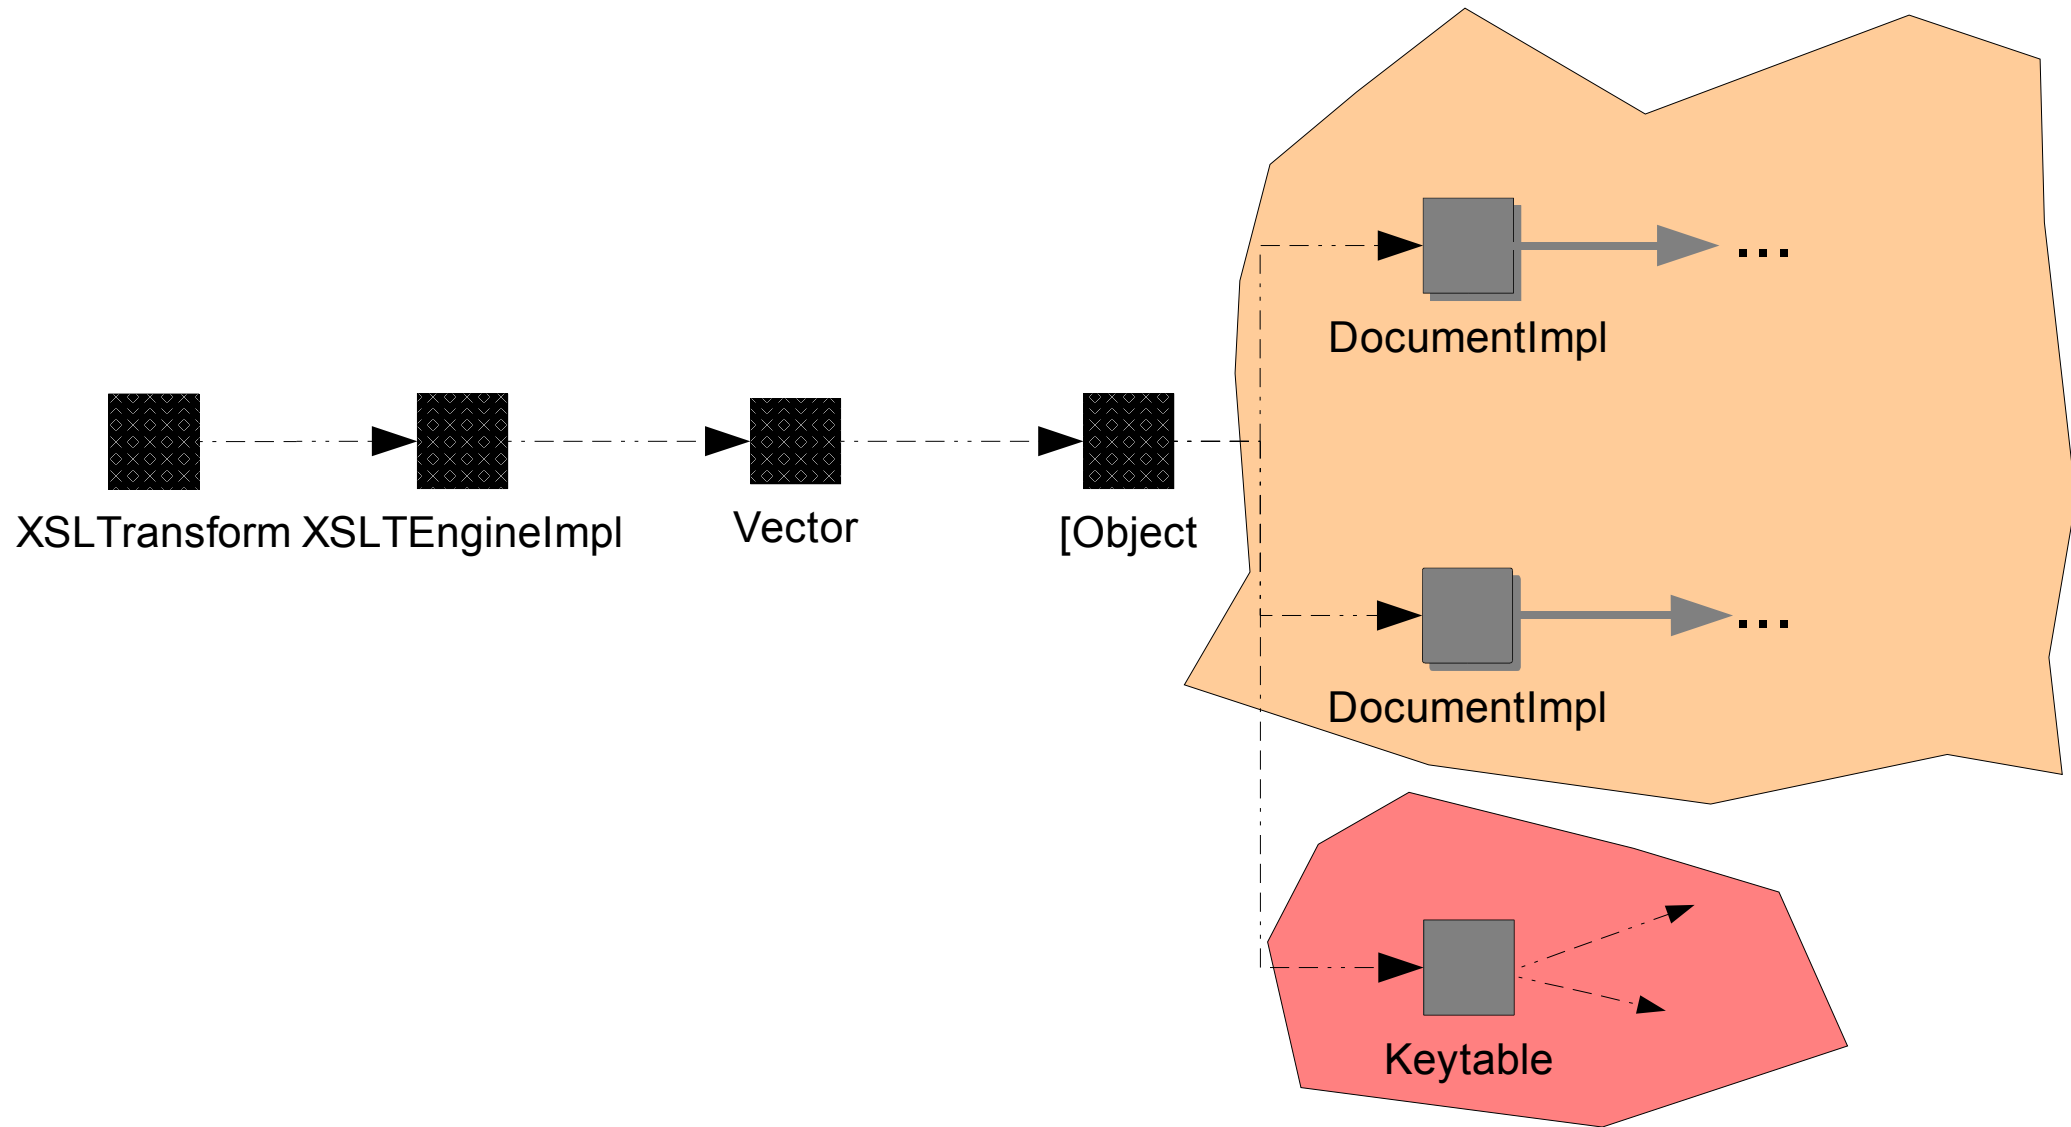 ...
DocumentImpl
XSLTransform XSLTEngineImpl Vector [Object
...
DocumentImpl
Keytable